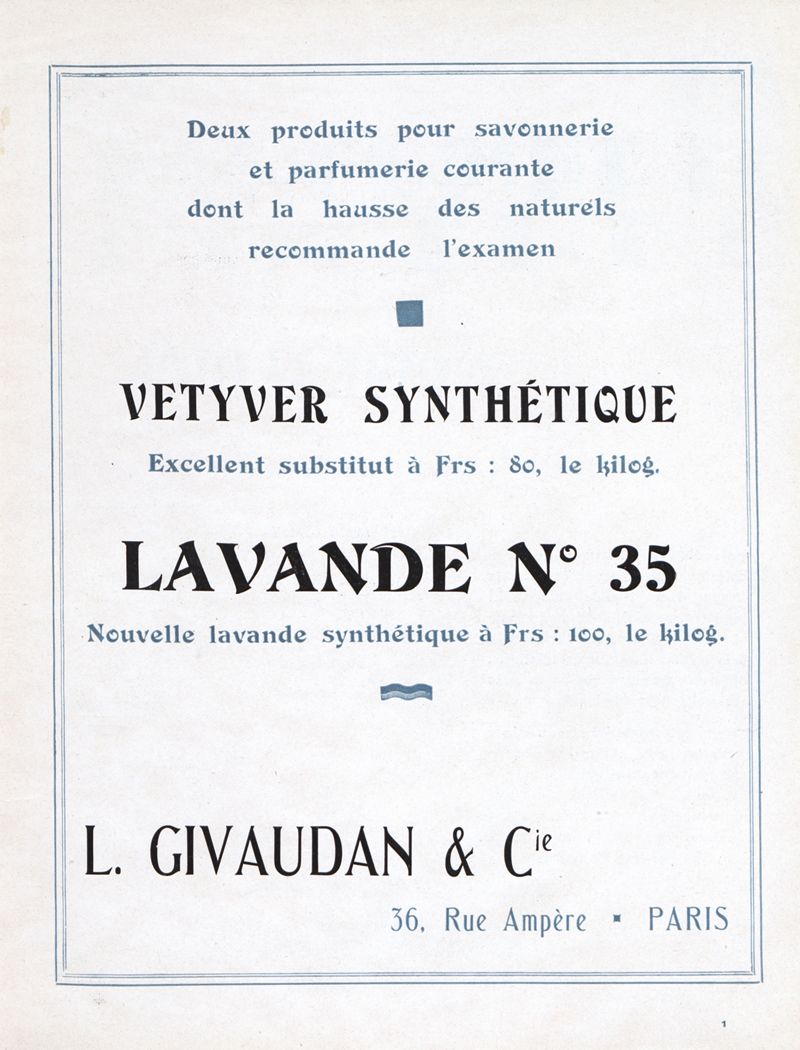 Deux produits pour savonnerie
et parfumerie courante
dont la hausse des naturels
recommande l'examen
VETYVER SYNTHÉTIQUE
Excellent substitut à Frs : 80, le kilog.
LAVANDE N° 35
Nouvelle lavande synthétique à Frs : 100, le kilog.
L. GIVAUDAN & Cie
36, Rue Ampère ▪ PARIS
1